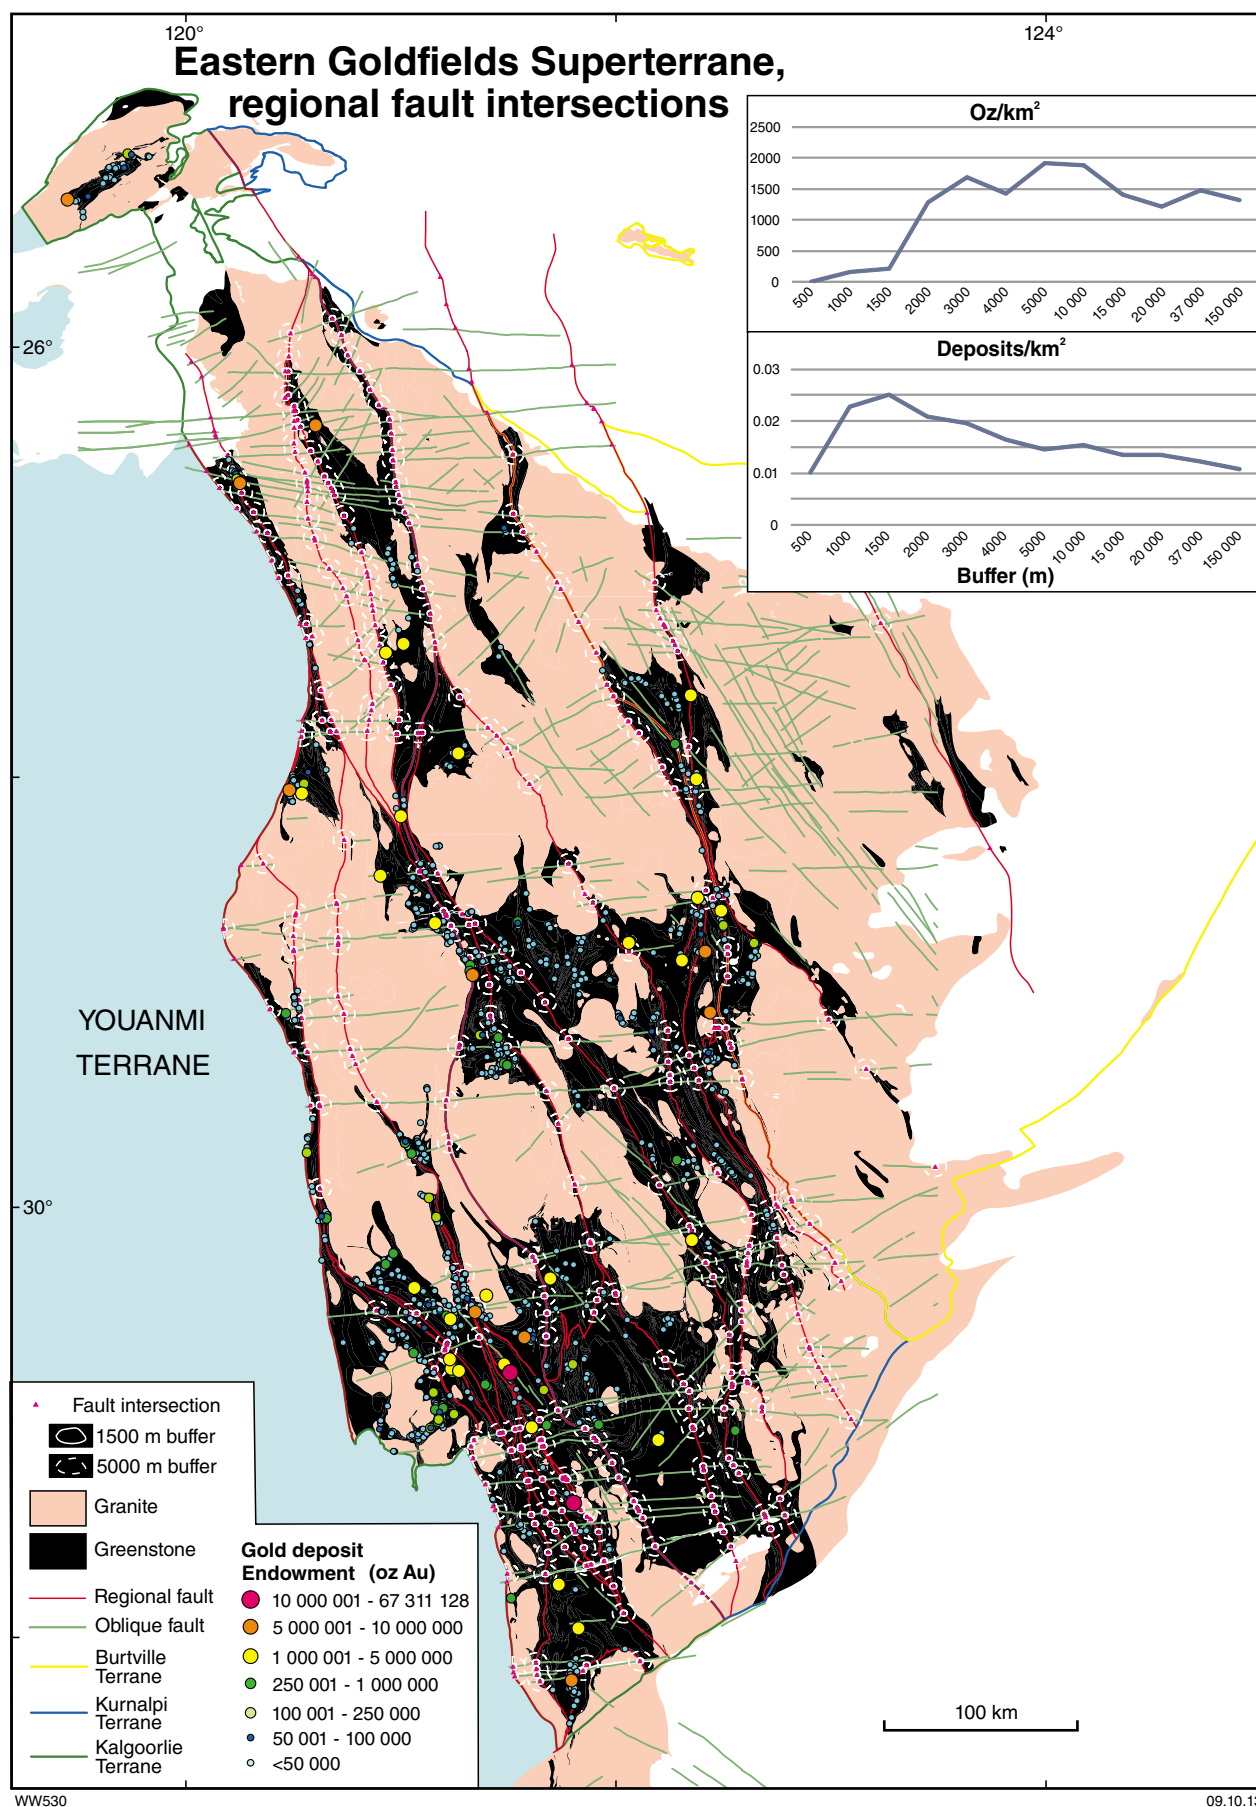 120°
124°
Eastern Goldfields Superterrane,
regional fault intersections
Oz/km²
2500
2000
1500
1000
500
0
500
1000
1500
2000
3000
4000
5000
10 000
15 000
20 000
37 000
150 000
Deposits/km²
0.03
0.02
0.01
0
500
1000
1500
2000
3000
4000
5000
10 000
15 000
20 000
37 000
150 000
Buffer (m)
26°
YOUANMI
TERRANE
30°
Fault intersection
1500 m buffer
5000 m buffer
Granite
Greenstone
Regional fault
Oblique fault
Burtville
Terrane
Kurnalpi
Terrane
Kalgoorlie
Terrane
Gold deposit
Endowment (oz Au)
10 000 001 - 67 311 128
5 000 001 - 10 000 000
1 000 001 - 5 000 000
250 001 - 1 000 000
100 001 - 250 000
50 001 - 100 000
<50 000
100 km
WW530
09.10.13